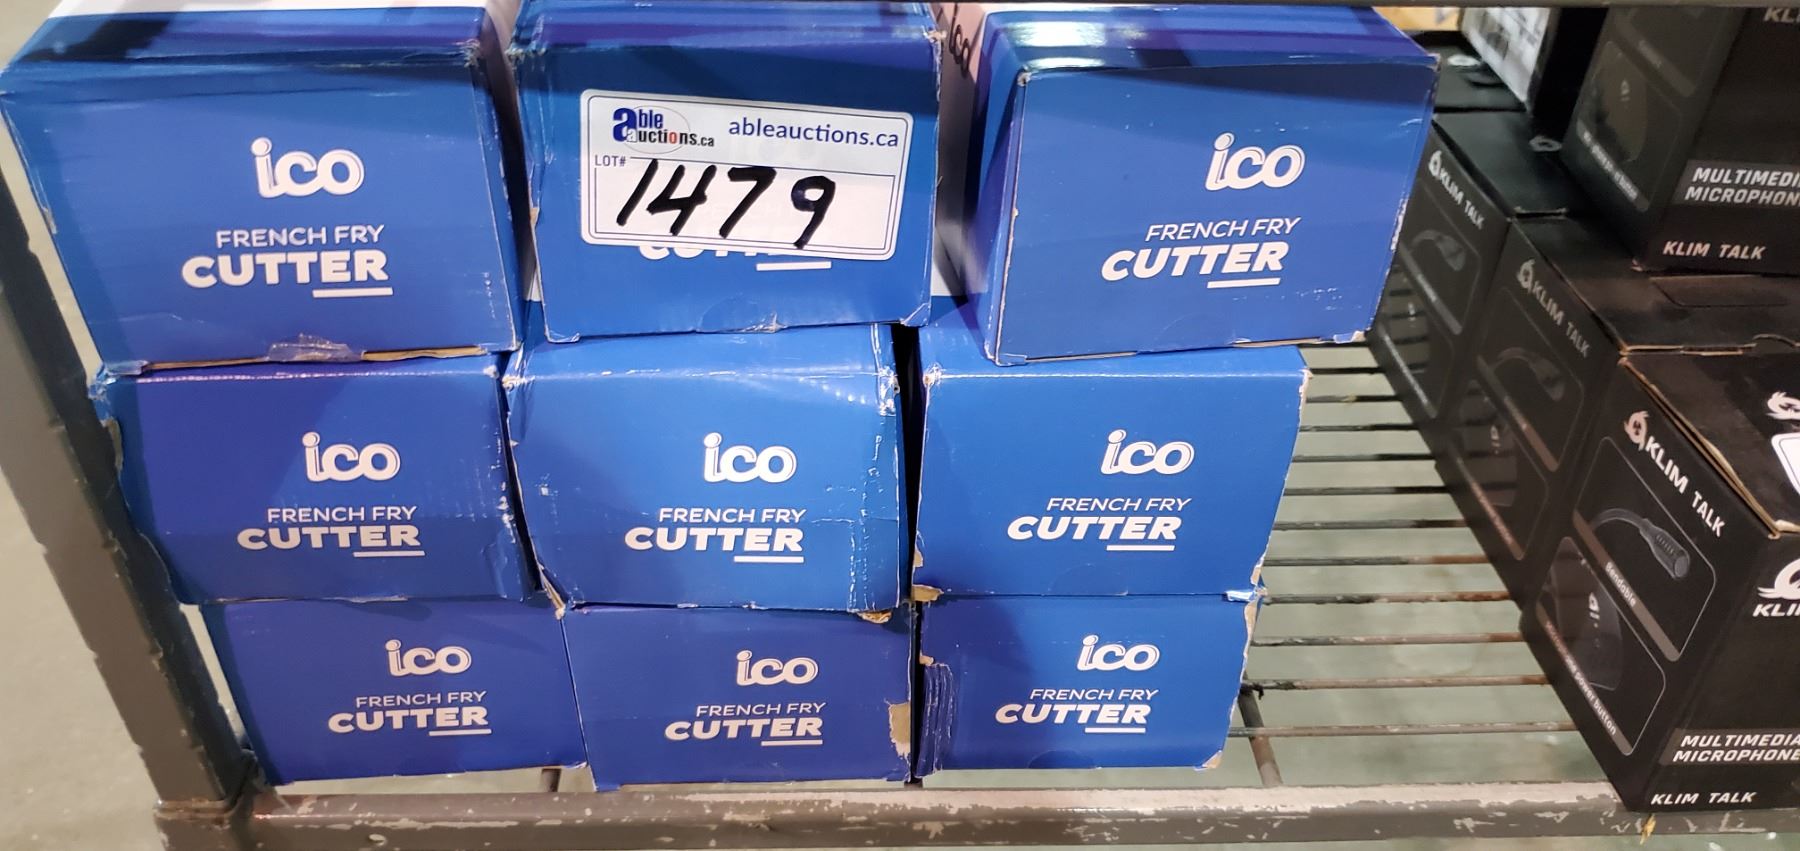 ico
FRENCH FRY
CUTTER
able auctions.ca
ableauctions.ca
LOT#
1479
CUTTER
ico
ico
FRENCH FRY
CUTTER
ico
FRENCH FRY
CUTTER
ico
FRENCH FRY
CUTTER
ico
FRENCH FRY
CUTTER
ico
FRENCH FRY
CUTTER
ico
FRENCH FRY
CUTTER
ico
FRENCH FRY
CUTTER
KLIM TALK
KLIM TALK
KLIM TALK
Bendable
MULTIMEDIA
MICROPHONE
KLIM TALK
MULTIMEDIA
MICROPHONE
KLIM TALK